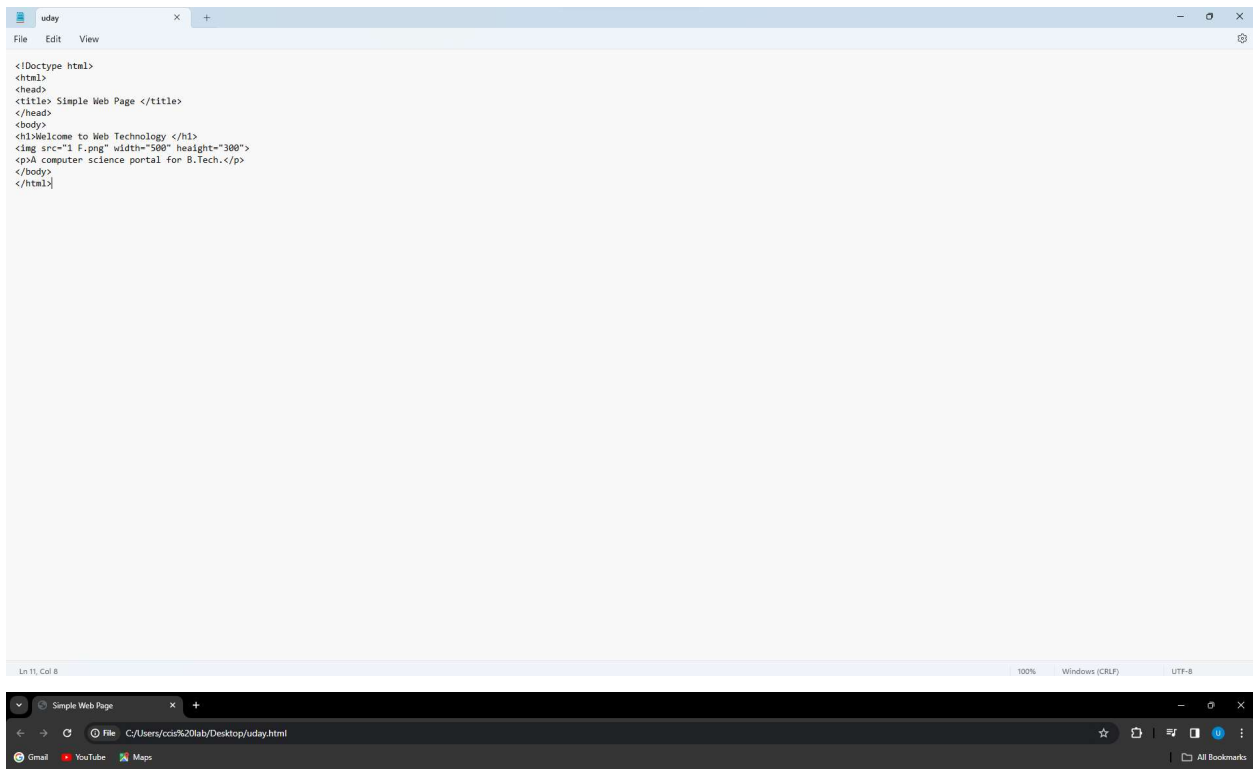 uday
File Edit View
<!Doctype html>
<html>
<head>
<title> Simple Web Page </title>
</head>
<body>
<h1>Welcome to Web Technology </h1>
<img src="1 F.png" width="500" heaight="300">
<p>A computer science portal for B.Tech.</p>
</body>
</html>
Ln 11, Col 8 100% Windows (CRLF) UTF-8
Simple Web Page
File C:/Users/ccis%20lab/Desktop/uday.html U
Gmail YouTube Maps All Bookmarks